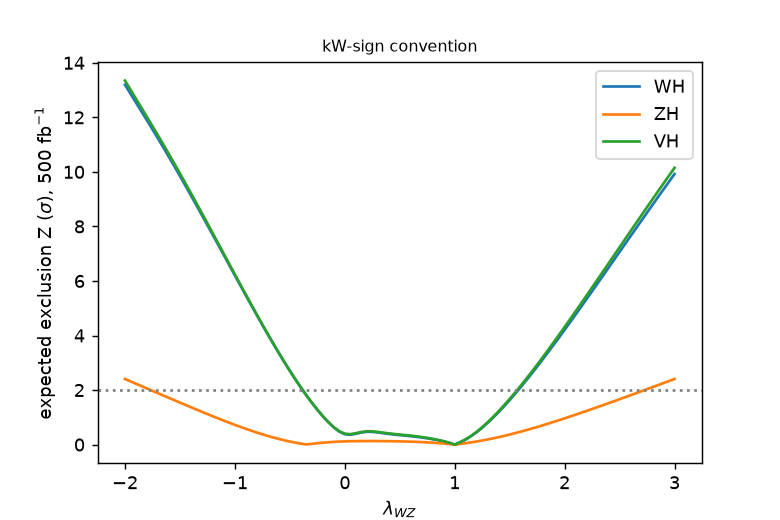 kW-sign convention
expected exclusion Z (σ), 500 fb⁻¹
14
12
10
8
6
4
2
0
WH
ZH
VH
−2
−1
0
1
2
3
λ_WZ